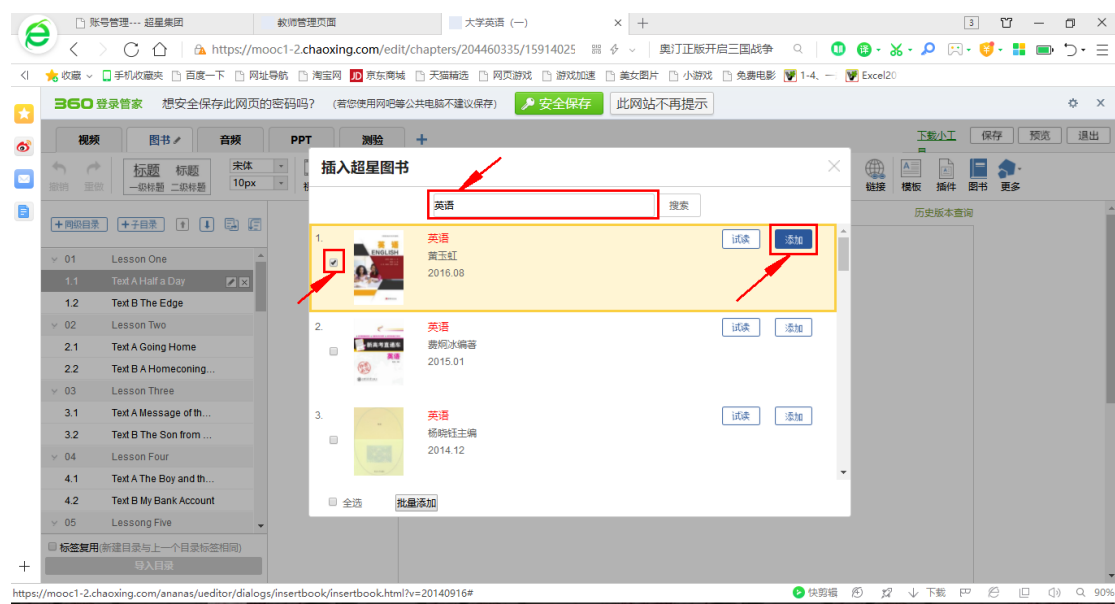 账号管理--- 超星集团 教师管理页面 大学英语（一） × + 3
https://mooc1-2.chaoxing.com/edit/chapters/204460335/15914025 奥汀正版开启三国战争
收藏 手机收藏夹 百度一下 网址导航 淘宝网 JD 京东商城 天猫精选 网页游戏 游戏加速 美女图片 小游戏 免费电影 1-4、一 Excel20
360 登录管家 想安全保存此网页的密码吗? (若您使用网吧等公共电脑不建议保存) 安全保存 此网站不再提示
视频 图书 音频 PPT 测验 + 下载小工具 保存 预览 退出
撤销 重做 标题 一级标题 标题 二级标题 宋体 10px 链接 模板 插件 图书 更多
插入超星图书
英语 搜索
+同级目录 +子目录 历史版本查阅
01 Lesson One
1.1 Text A Half a Day
1.2 Text B The Edge
02 Lesson Two
2.1 Text A Going Home
2.2 Text B A Homeconing...
03 Lesson Three
3.1 Text A Message of th...
3.2 Text B The Son from ...
04 Lesson Four
4.1 Text A The Boy and th...
4.2 Text B My Bank Account
05 Lessong Five
标签复用(新建目录与上一个目录标签相同)
导入目录
1. 英语 试读 添加
ENGLISH
董玉虹
2016.08
2. 英语 试读 添加
费炯冰编著
2015.01
3. 英语 试读 添加
杨晓钰主编
2014.12
全选 批量添加
https://mooc1-2.chaoxing.com/ananas/ueditor/dialogs/insertbook/insertbook.html?v=20140916# 快剪辑 下载 90%